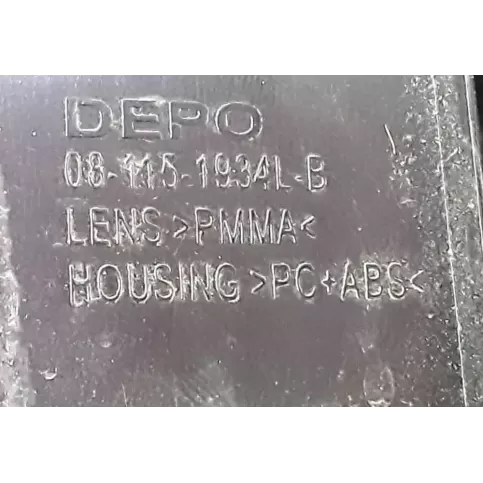 DEPO
08-115-1934L-B
LENS >PMMA<
HOUSING >PC+ABS<